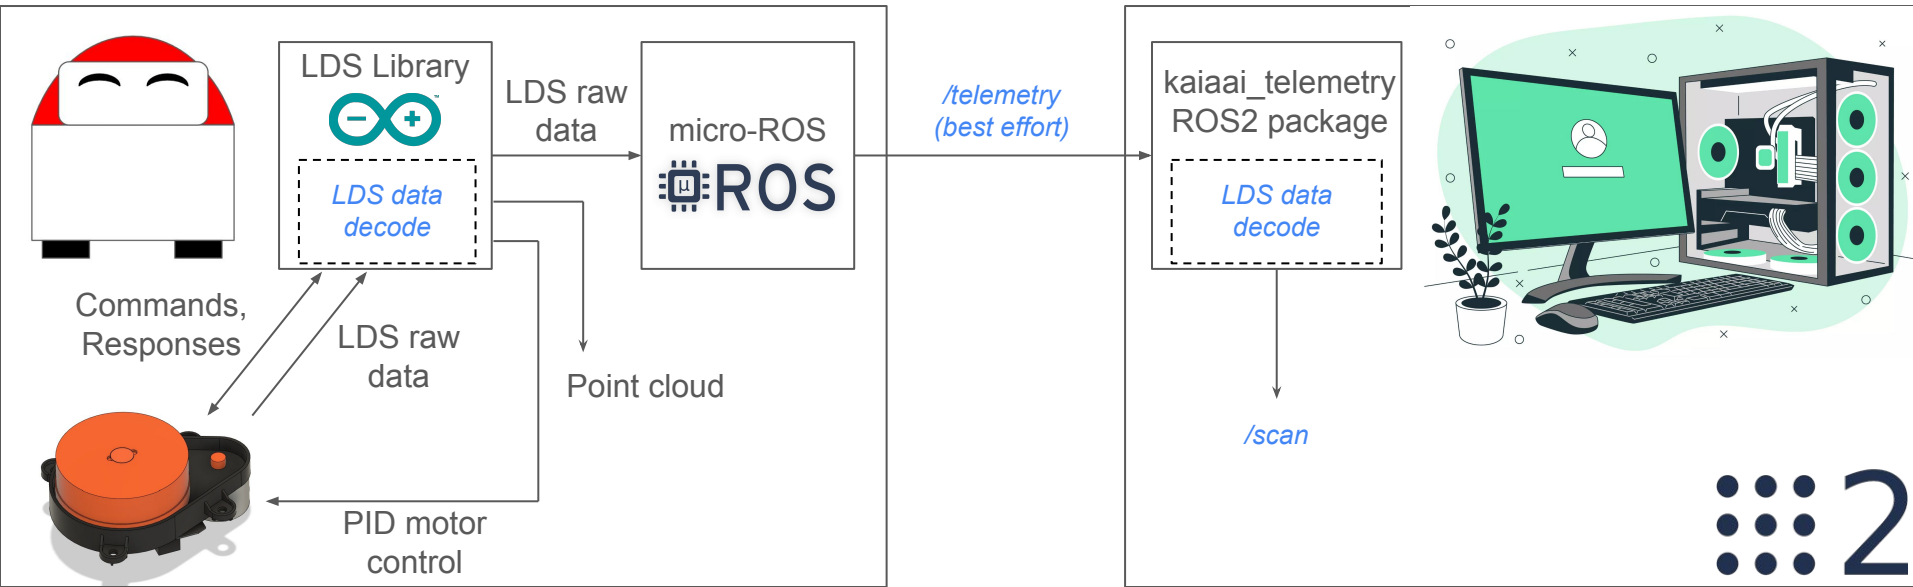 LDS Library
™
LDS data
decode
LDS raw
data
micro-ROS
μ
ROS
/telemetry
(best effort)
kaiaai_telemetry
ROS2 package
LDS data
decode
Commands,
Responses
LDS raw
data
Point cloud
/scan
PID motor
control
2